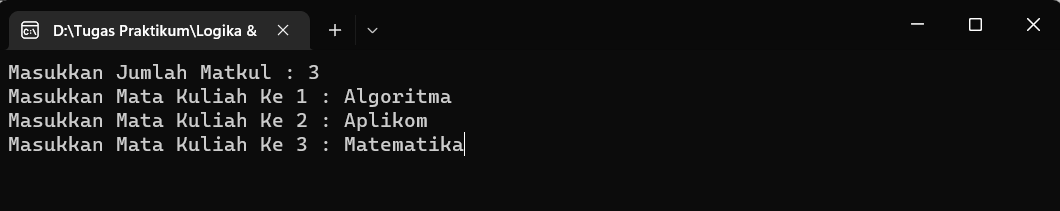 D:\Tugas Praktikum\Logika &
Masukkan Jumlah Matkul : 3
Masukkan Mata Kuliah Ke 1 : Algoritma
Masukkan Mata Kuliah Ke 2 : Aplikom
Masukkan Mata Kuliah Ke 3 : Matematika